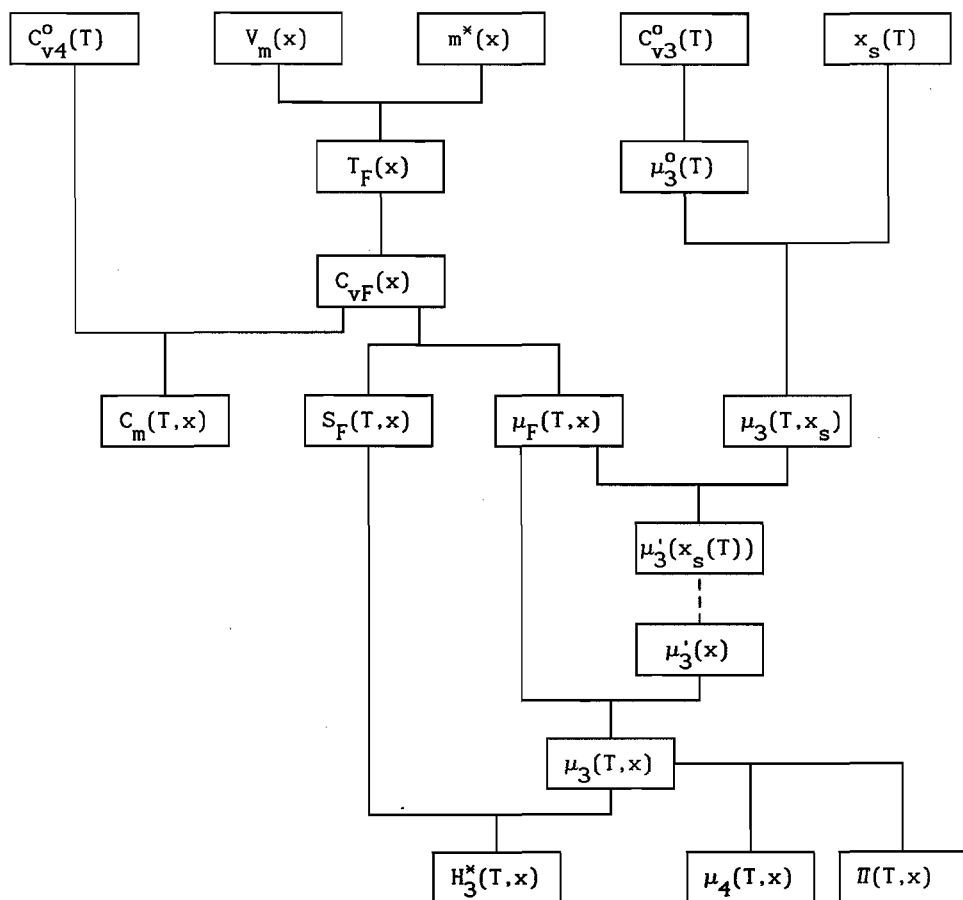 C°v4(T) Vm(x) m*(x) C°v3(T) xs(T)
TF(x) μ°3(T)
CvF(x)
Cm(T,x) SF(T,x) μF(T,x) μ3(T,xs)
μ'3(xs(T))
μ'3(x)
μ3(T,x)
H*3(T,x) μ4(T,x) Π(T,x)